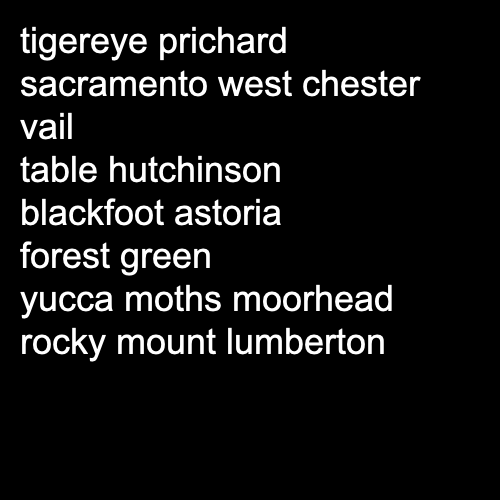 tigereye prichard
sacramento west chester
vail
table hutchinson
blackfoot astoria
forest green
yucca moths moorhead
rocky mount lumberton